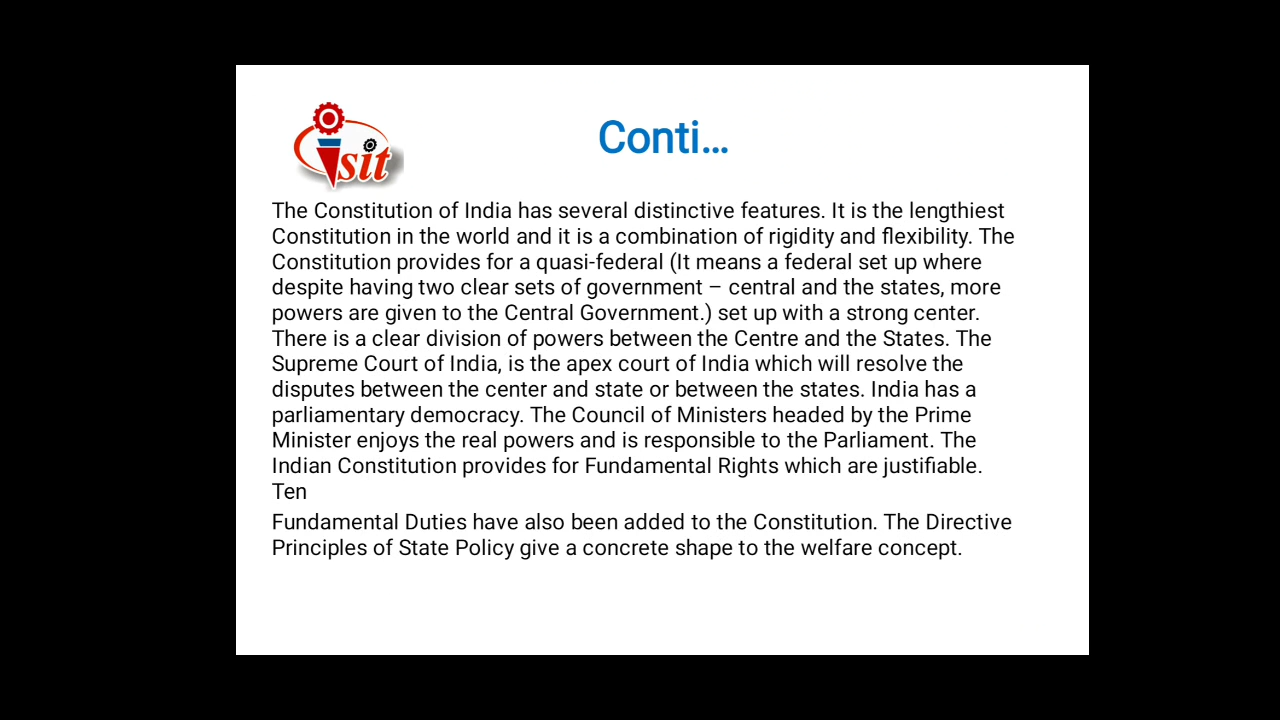 isit
Conti...
The Constitution of India has several distinctive features. It is the lengthiest
Constitution in the world and it is a combination of rigidity and flexibility. The
Constitution provides for a quasi-federal (It means a federal set up where
despite having two clear sets of government – central and the states, more
powers are given to the Central Government.) set up with a strong center.
There is a clear division of powers between the Centre and the States. The
Supreme Court of India, is the apex court of India which will resolve the
disputes between the center and state or between the states. India has a
parliamentary democracy. The Council of Ministers headed by the Prime
Minister enjoys the real powers and is responsible to the Parliament. The
Indian Constitution provides for Fundamental Rights which are justifiable.
Ten
Fundamental Duties have also been added to the Constitution. The Directive
Principles of State Policy give a concrete shape to the welfare concept.